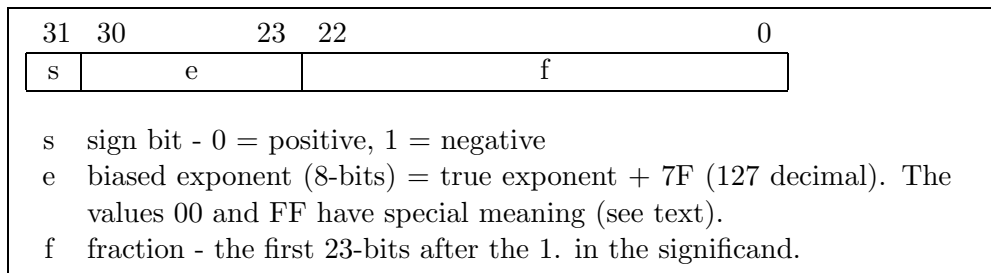 31 30 23 22 0
s e f
s sign bit - 0 = positive, 1 = negative
e biased exponent (8-bits) = true exponent + 7F (127 decimal). The
values 00 and FF have special meaning (see text).
f fraction - the first 23-bits after the 1. in the significand.